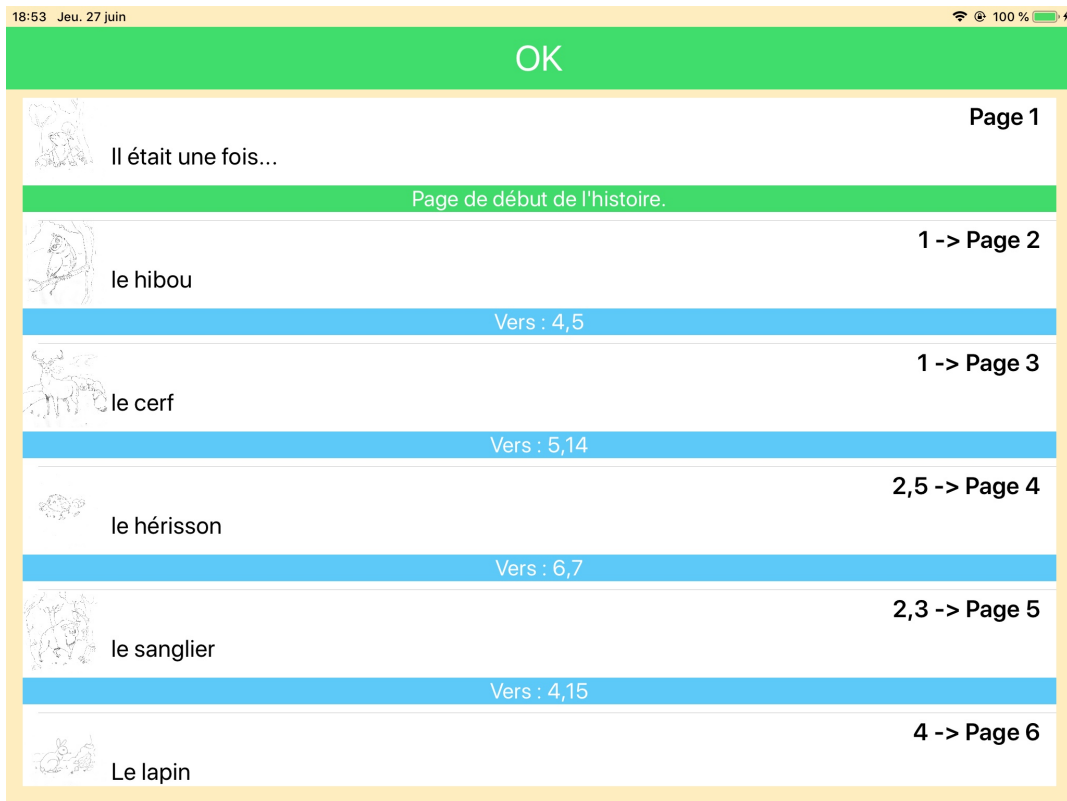 18:53 Jeu. 27 juin 100 %
OK
Page 1
Il était une fois...
Page de début de l'histoire.
1 -> Page 2
le hibou
Vers : 4,5
1 -> Page 3
le cerf
Vers : 5,14
2,5 -> Page 4
le hérisson
Vers : 6,7
2,3 -> Page 5
le sanglier
Vers : 4,15
4 -> Page 6
Le lapin